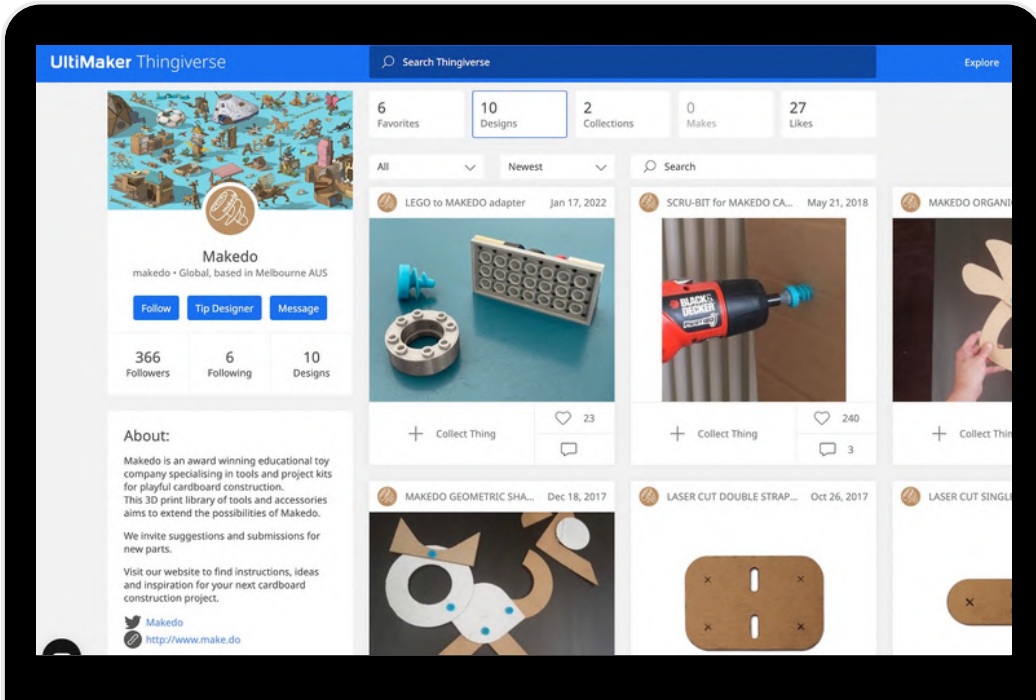 UltiMaker Thingiverse
Search Thingiverse
Explore
6
Favorites
10
Designs
2
Collections
0
Makes
27
Likes
All
Newest
Search
Makedo
makedo • Global, based in Melbourne AUS
Follow
Tip Designer
Message
366
Followers
6
Following
10
Designs
About:
Makedo is an award winning educational toy
company specialising in tools and project kits
for playful cardboard construction.
This 3D print library of tools and accessories
aims to extend the possibilities of Makedo.
We invite suggestions and submissions for
new parts.
Visit our website to find instructions, ideas
and inspiration for your next cardboard
construction project.
Makedo
http://www.make.do
LEGO to MAKEDO adapter Jan 17, 2022
Collect Thing
23
SCRU-BIT for MAKEDO CA... May 21, 2018
BLACK&
DECKER
Collect Thing
240
3
MAKEDO ORGANI
Collect Thin
MAKEDO GEOMETRIC SHA... Dec 18, 2017
LASER CUT DOUBLE STRAP... Oct 26, 2017
LASER CUT SINGL